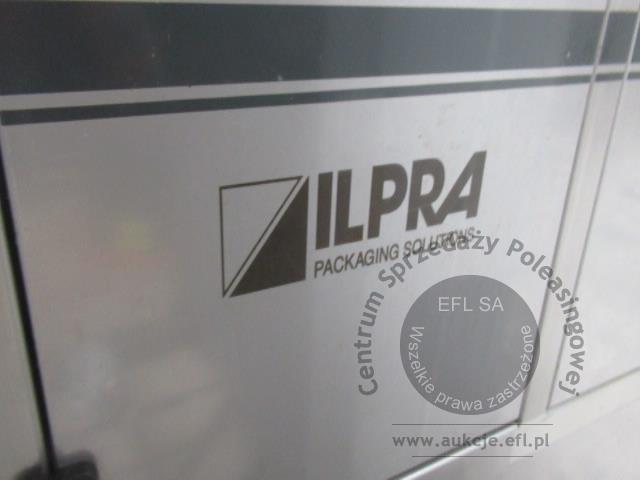 ILPRA
PACKAGING SOLUTIONS
Centrum Sprzedaży Poleasingowej
EFL SA
Wszelkie prawa zastrzeżone
www.aukcje.efl.pl